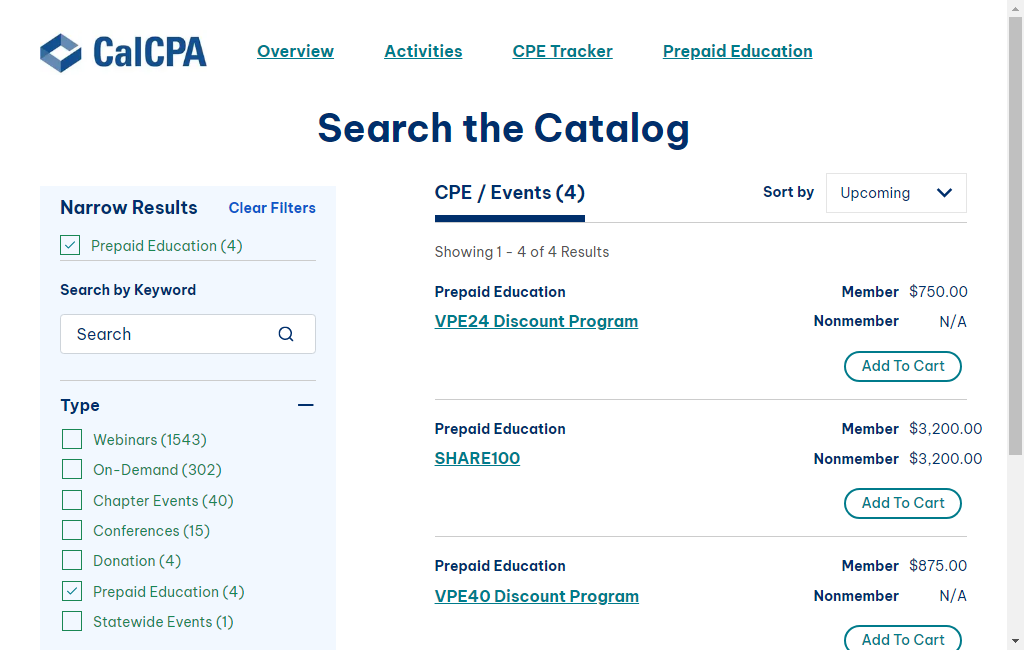 CalCPA
Overview Activities CPE Tracker Prepaid Education
Search the Catalog
Narrow Results Clear Filters
Prepaid Education (4)
Search by Keyword
Search
Type
Webinars (1543)
On-Demand (302)
Chapter Events (40)
Conferences (15)
Donation (4)
Prepaid Education (4)
Statewide Events (1)
CPE / Events (4)
Sort by Upcoming
Showing 1 - 4 of 4 Results
Prepaid Education Member $750.00
VPE24 Discount Program Nonmember N/A
Add To Cart
Prepaid Education Member $3,200.00
SHARE100 Nonmember $3,200.00
Add To Cart
Prepaid Education Member $875.00
VPE40 Discount Program Nonmember N/A
Add To Cart